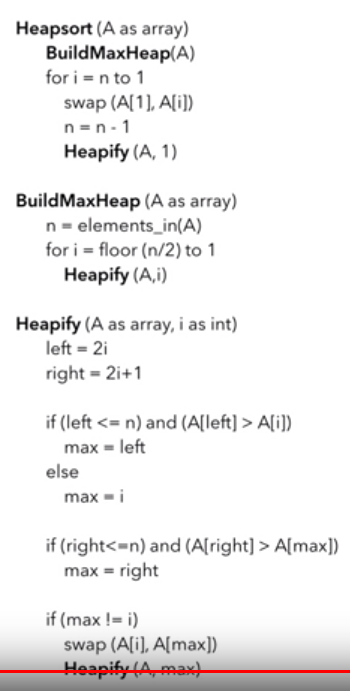 Heapsort (A as array)
BuildMaxHeap(A)
for i = n to 1
swap (A[1], A[i])
n = n - 1
Heapify (A, 1)
BuildMaxHeap (A as array)
n = elements_in(A)
for i = floor (n/2) to 1
Heapify (A,i)
Heapify (A as array, i as int)
left = 2i
right = 2i+1
if (left <= n) and (A[left] > A[i])
max = left
else
max = i
if (right<=n) and (A[right] > A[max])
max = right
if (max != i)
swap (A[i], A[max])
Heapify (A, max)